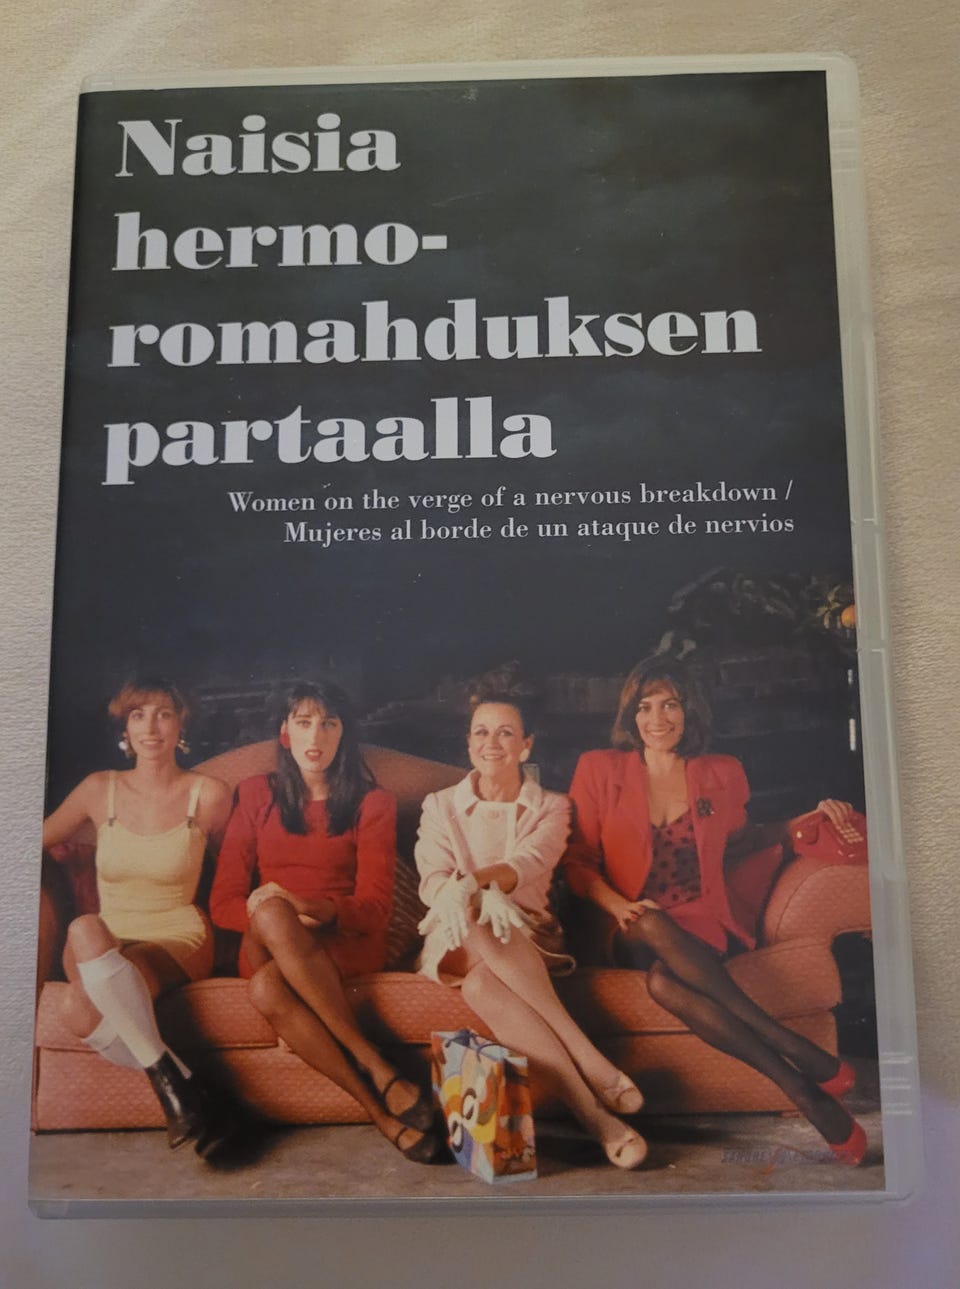 Naisia
hermo-
romahduksen
partaalla
Women on the verge of a nervous breakdown /
Mujeres al borde de un ataque de nervios